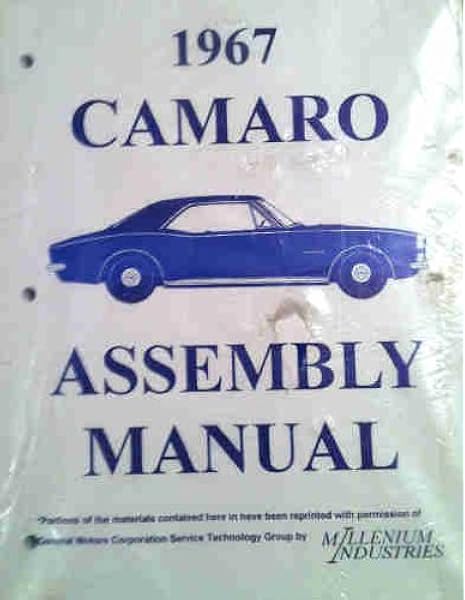 1967
CAMARO
ASSEMBLY
MANUAL
*Portions of the materials contained here in have been reprinted with permission of
General Motors Corporation Service Technology Group by
MILLENIUM
INDUSTRIES